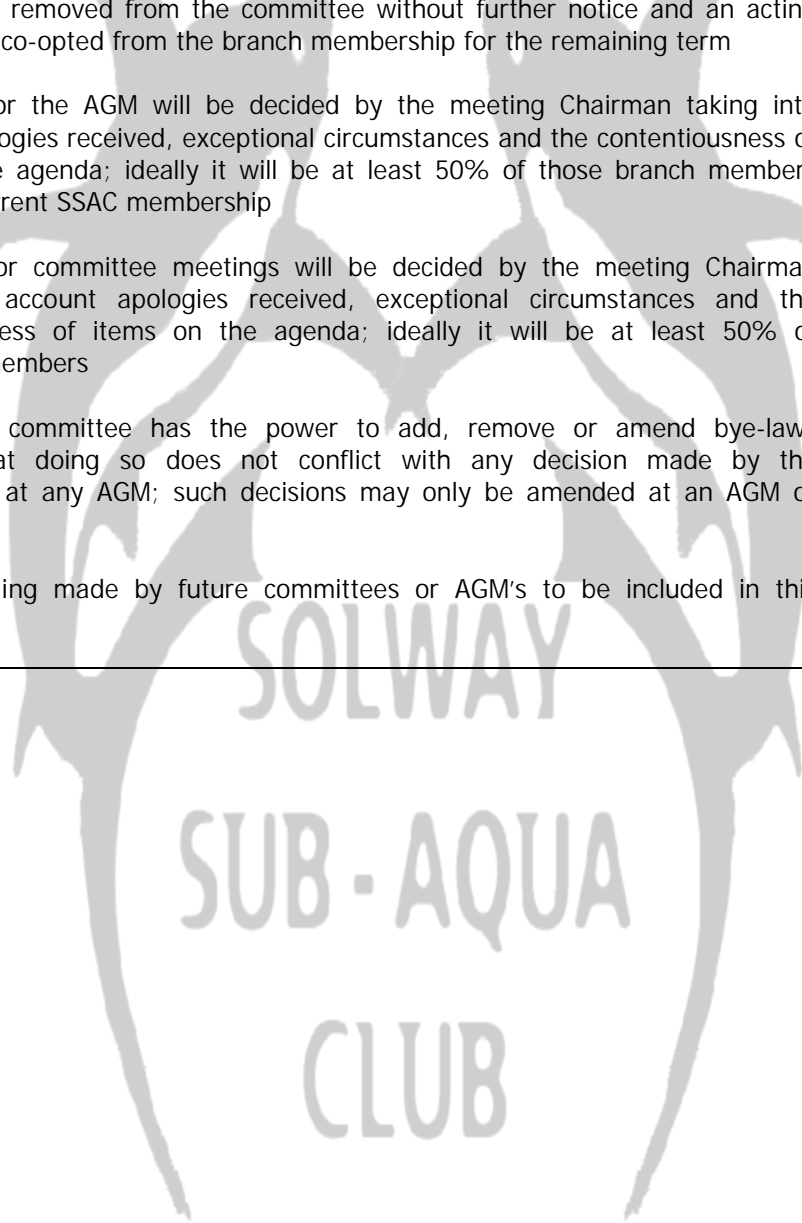 removed from the committee without further notice and an actin
co-opted from the branch membership for the remaining term
or the AGM will be decided by the meeting Chairman taking int
ogies received, exceptional circumstances and the contentiousness o
e agenda; ideally it will be at least 50% of those branch member
rrent SSAC membership
or committee meetings will be decided by the meeting Chairma
account apologies received, exceptional circumstances and th
ess of items on the agenda; ideally it will be at least 50% o
embers
committee has the power to add, remove or amend bye-law
at doing so does not conflict with any decision made by th
at any AGM; such decisions may only be amended at an AGM o
ing made by future committees or AGM's to be included in thi
SOLWAY
SUB - AQUA
CLUB